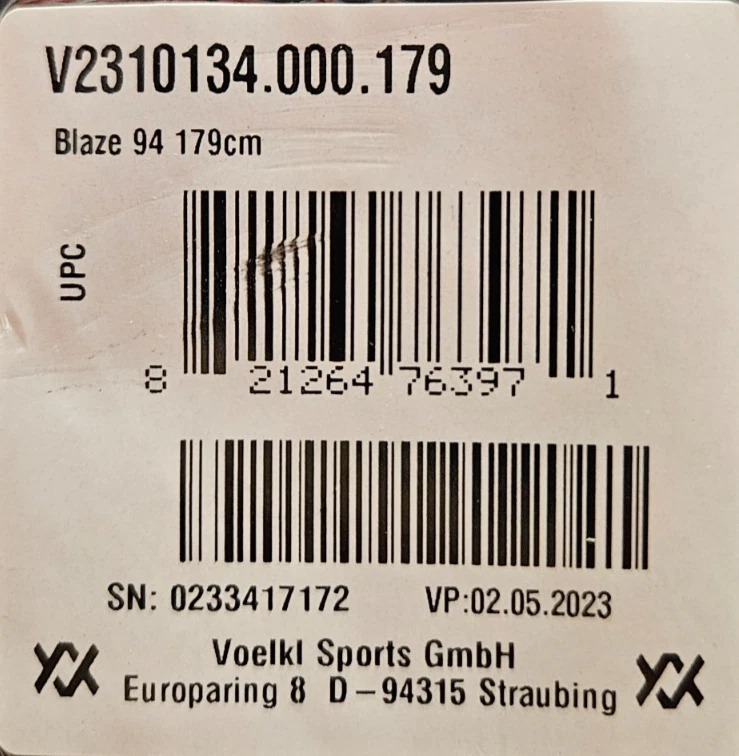 V2310134.000.179
Blaze 94 179cm
UPC
8 21264 76397 1
SN: 0233417172 VP:02.05.2023
Voelkl Sports GmbH
Europaring 8 D-94315 Straubing